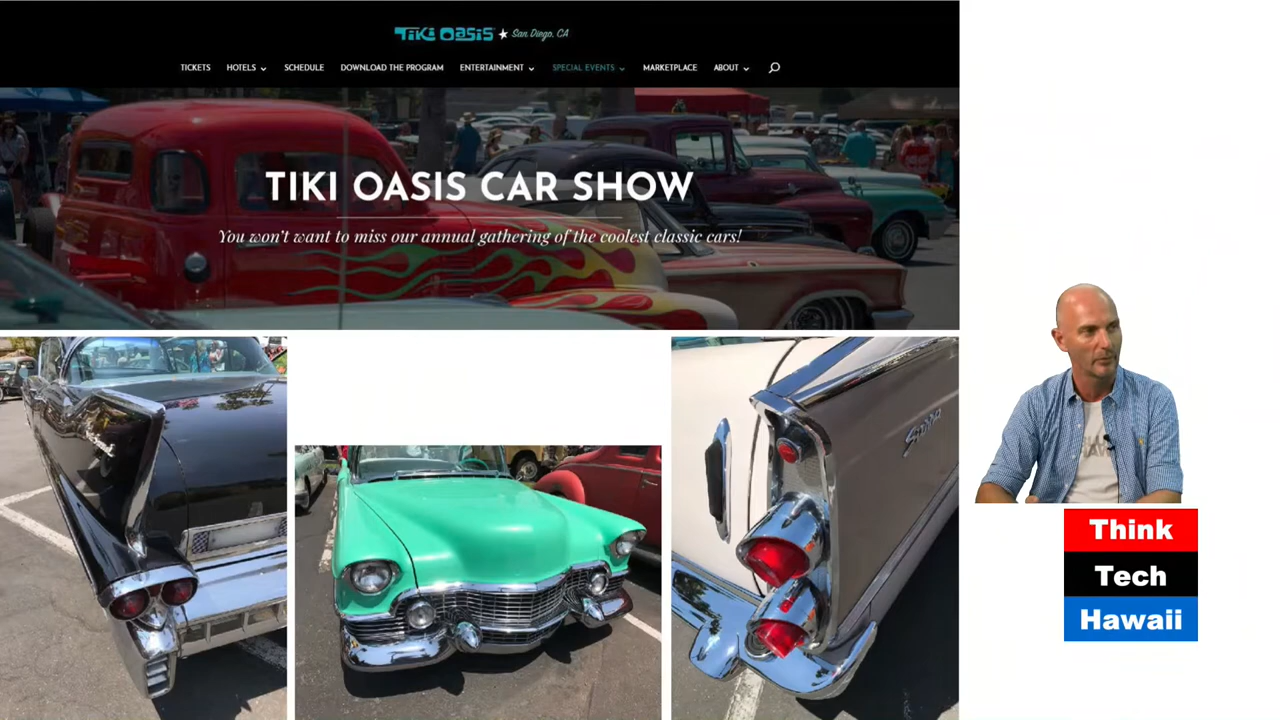 TIKI OASIS ★ San Diego, CA
TICKETS HOTELS SCHEDULE DOWNLOAD THE PROGRAM ENTERTAINMENT SPECIAL EVENTS MARKETPLACE ABOUT
TIKI OASIS CAR SHOW
You won't want to miss our annual gathering of the coolest classic cars!
Think
Tech
Hawaii